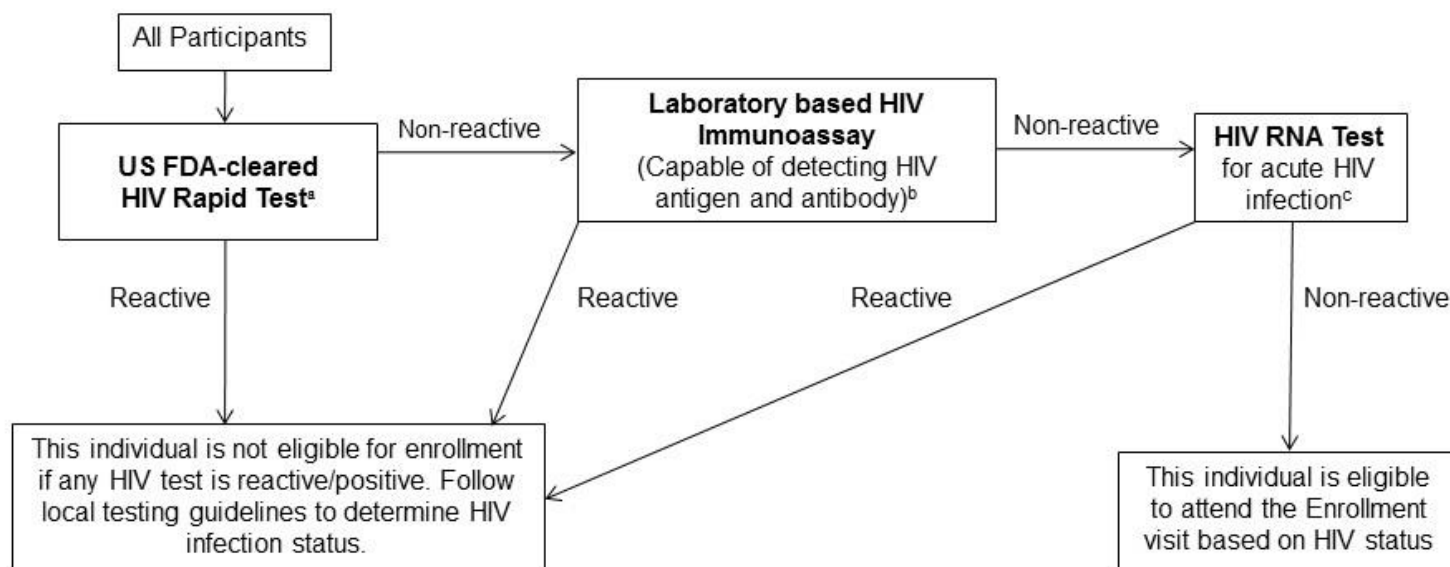 All Participants
US FDA-cleared
HIV Rapid Testᵃ
Non-reactive
Laboratory based HIV
Immunoassay
(Capable of detecting HIV
antigen and antibody)ᵇ
Non-reactive
HIV RNA Test
for acute HIV
infectionᶜ
Reactive
Reactive
Reactive
Non-reactive
This individual is not eligible for enrollment
if any HIV test is reactive/positive. Follow
local testing guidelines to determine HIV
infection status.
This individual is eligible
to attend the Enrollment
visit based on HIV status